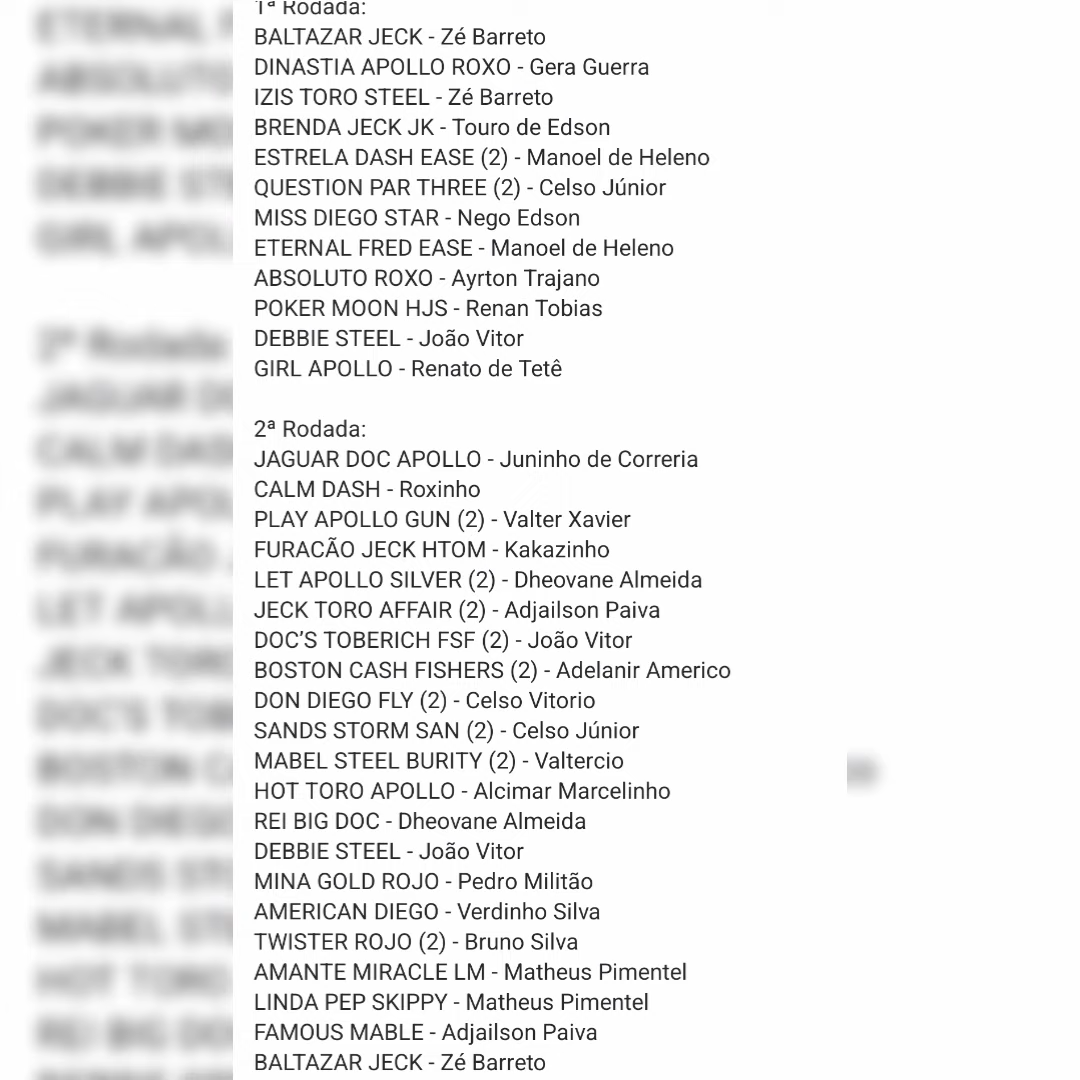 1ª Rodada:
BALTAZAR JECK - Zé Barreto
DINASTIA APOLLO ROXO - Gera Guerra
IZIS TORO STEEL - Zé Barreto
BRENDA JECK JK - Touro de Edson
ESTRELA DASH EASE (2) - Manoel de Heleno
QUESTION PAR THREE (2) - Celso Júnior
MISS DIEGO STAR - Nego Edson
ETERNAL FRED EASE - Manoel de Heleno
ABSOLUTO ROXO - Ayrton Trajano
POKER MOON HJS - Renan Tobias
DEBBIE STEEL - João Vitor
GIRL APOLLO - Renato de Tetê

2ª Rodada:
JAGUAR DOC APOLLO - Juninho de Correria
CALM DASH - Roxinho
PLAY APOLLO GUN (2) - Valter Xavier
FURACÃO JECK HTOM - Kakazinho
LET APOLLO SILVER (2) - Dheovane Almeida
JECK TORO AFFAIR (2) - Adjailson Paiva
DOC’S TOBERICH FSF (2) - João Vitor
BOSTON CASH FISHERS (2) - Adelanir Americo
DON DIEGO FLY (2) - Celso Vitorio
SANDS STORM SAN (2) - Celso Júnior
MABEL STEEL BURITY (2) - Valtercio
HOT TORO APOLLO - Alcimar Marcelinho
REI BIG DOC - Dheovane Almeida
DEBBIE STEEL - João Vitor
MINA GOLD ROJO - Pedro Militão
AMERICAN DIEGO - Verdinho Silva
TWISTER ROJO (2) - Bruno Silva
AMANTE MIRACLE LM - Matheus Pimentel
LINDA PEP SKIPPY - Matheus Pimentel
FAMOUS MABLE - Adjailson Paiva
BALTAZAR JECK - Zé Barreto